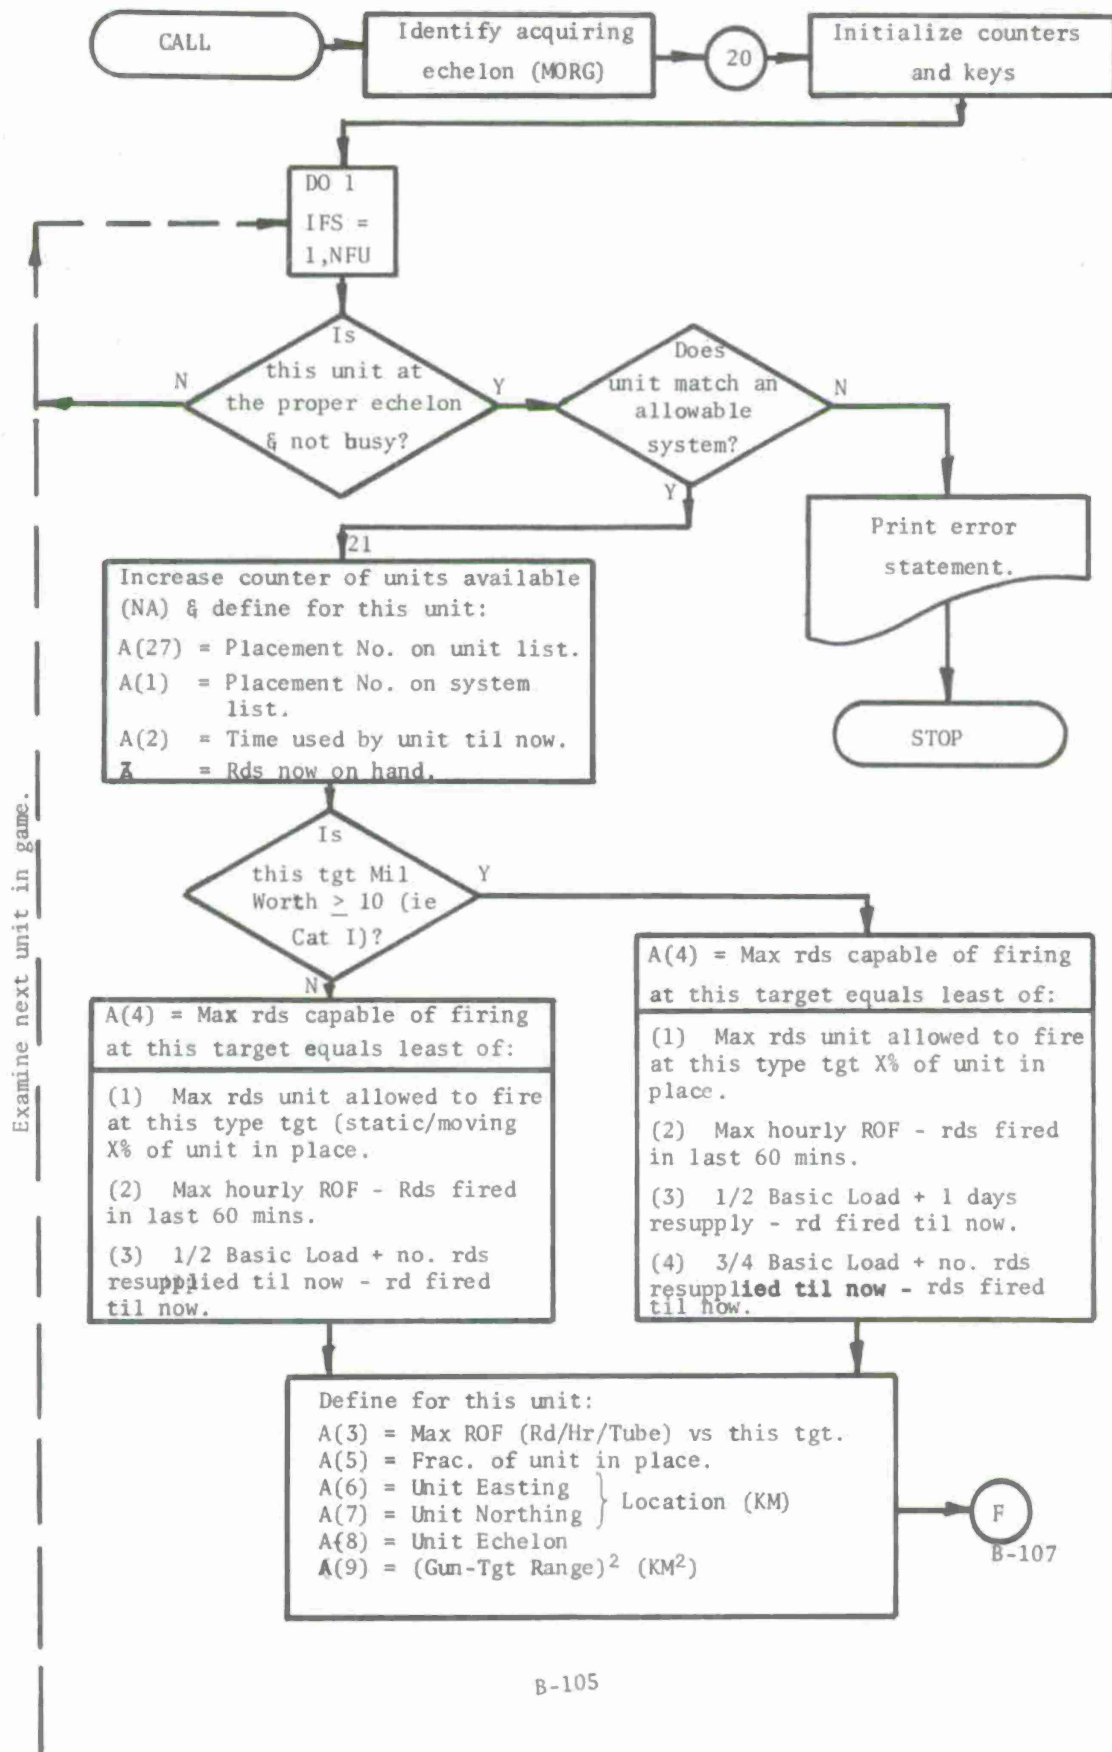 CALL
Identify acquiring
echelon (MORG)
20
Initialize counters
and keys
DO 1
IFS =
1,NFU
Is
this unit at
the proper echelon
& not busy?
N
Y
Does
unit match an
allowable
system?
N
Y
Print error
statement.
STOP
21
Increase counter of units available
(NA) & define for this unit:
A(27) = Placement No. on unit list.
A(1) = Placement No. on system
list.
A(2) = Time used by unit til now.
= Rds now on hand.
Examine next unit in game.
Is
this tgt Mil
Worth ≥ 10 (ie
Cat I)?
Y
N
A(4) = Max rds capable of firing
at this target equals least of:
(1) Max rds unit allowed to fire
at this type tgt (static/moving
X% of unit in place.
(2) Max hourly ROF - Rds fired
in last 60 mins.
(3) 1/2 Basic Load + no. rds
resupplied til now - rd fired
til now.
A(4) = Max rds capable of firing
at this target equals least of:
(1) Max rds unit allowed to fire
at this type tgt X% of unit in
place.
(2) Max hourly ROF - rds fired
in last 60 mins.
(3) 1/2 Basic Load + 1 days
resupply - rd fired til now.
(4) 3/4 Basic Load + no. rds
resupplied til now - rds fired
til now.
Define for this unit:
A(3) = Max ROF (Rd/Hr/Tube) vs this tgt.
A(5) = Frac. of unit in place.
A(6) = Unit Easting
A(7) = Unit Northing } Location (KM)
A(8) = Unit Echelon
A(9) = (Gun-Tgt Range)² (KM²)
F
B-107
B-105